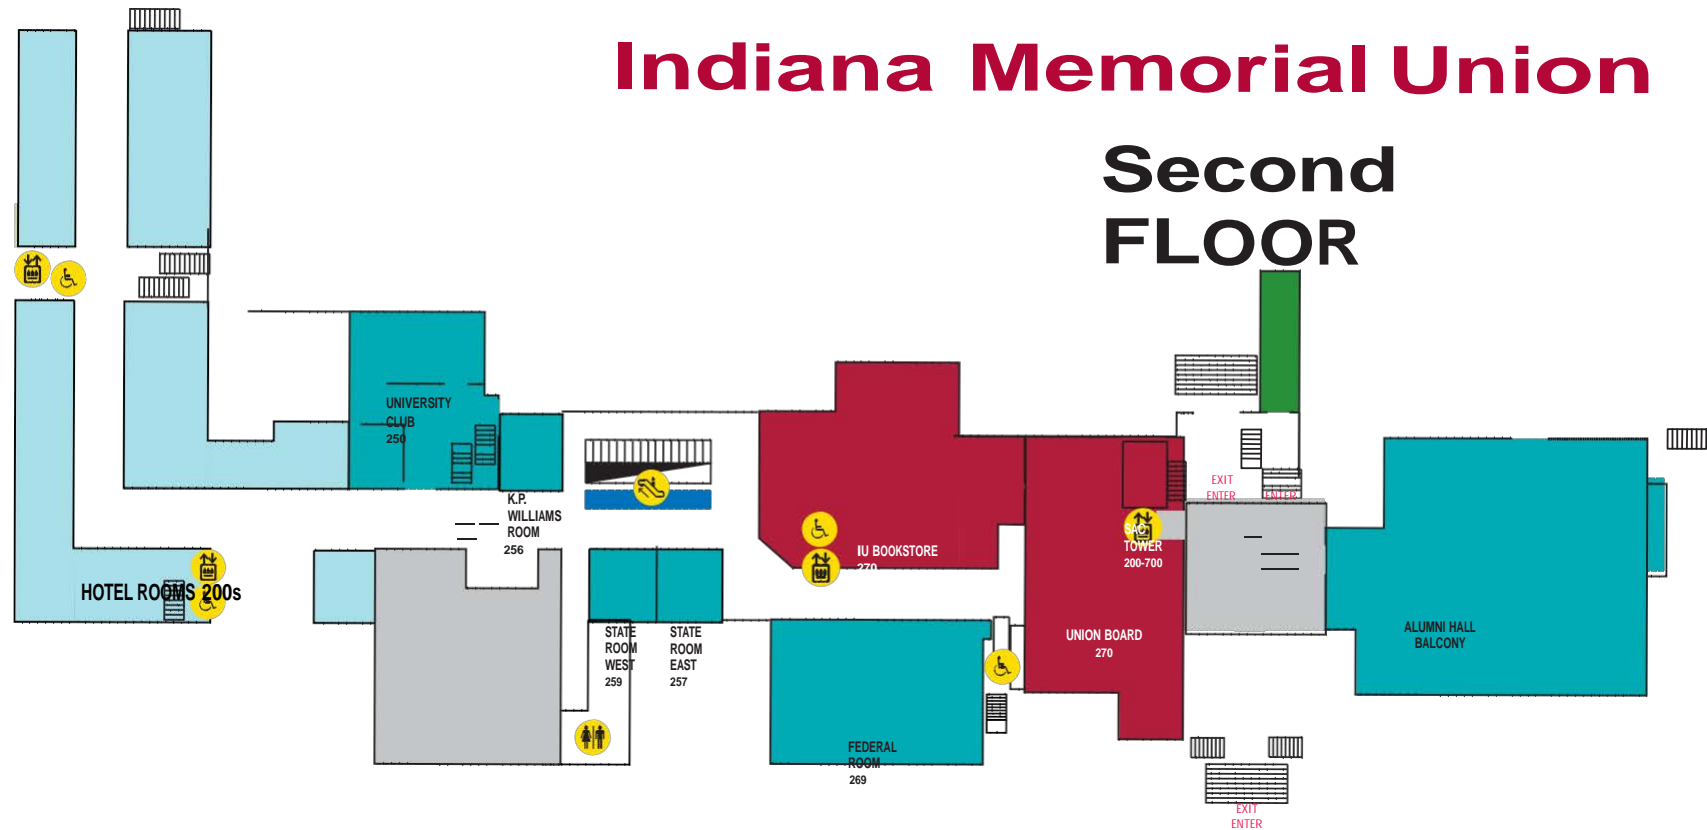 Indiana Memorial Union
Second
FLOOR
UNIVERSITY
CLUB
250
K.P.
WILLIAMS
ROOM
256
EXIT
ENTER
ENTER
SAC
TOWER
200-700
IU BOOKSTORE
270
HOTEL ROOMS 200s
STATE
ROOM
WEST
259
STATE
ROOM
EAST
257
UNION BOARD
270
ALUMNI HALL
BALCONY
FEDERAL
ROOM
269
EXIT
ENTER